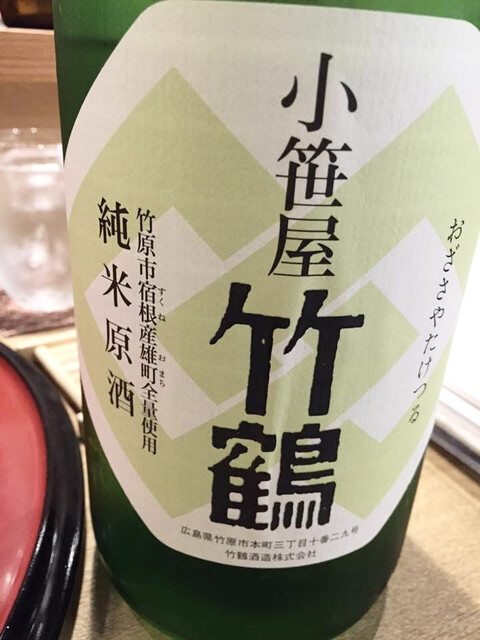 おざさやたけつる
小笹屋
竹鶴
竹原市宿根産雄町全量使用
すくね
おまち
純米原酒
広島県竹原市本町三丁目十番二九号
竹鶴酒造株式会社